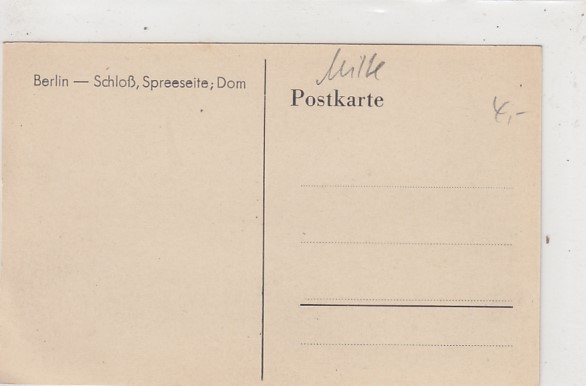 Berlin — Schloß, Spreeseite; Dom
Mitte
Postkarte
4,-